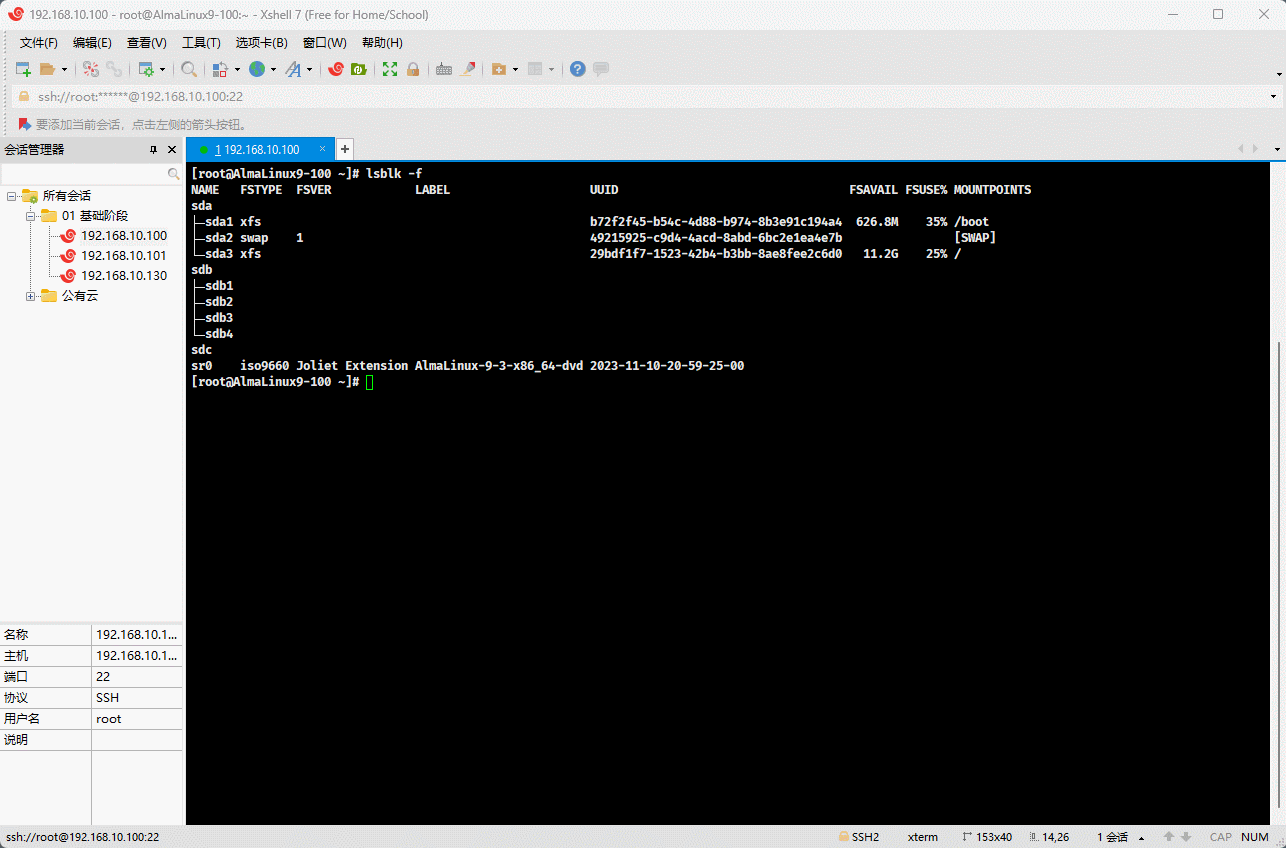 192.168.10.100 - root@AlmaLinux9-100:~ - Xshell 7 (Free for Home/School)
文件(F) 编辑(E) 查看(V) 工具(T) 选项卡(B) 窗口(W) 帮助(H)
ssh://root:******@192.168.10.100:22
要添加当前会话，点击左侧的箭头按钮。
会话管理器
所有会话
01 基础阶段
192.168.10.100
192.168.10.101
192.168.10.130
公有云
名称 192.168.10.1...
主机 192.168.10.1...
端口 22
协议 SSH
用户名 root
说明
1 192.168.10.100
[root@AlmaLinux9-100 ~]# lsblk -f
NAME FSTYPE FSVER LABEL UUID FSAVAIL FSUSE% MOUNTPOINTS
sda
├─sda1 xfs b72f2f45-b54c-4d88-b974-8b3e91c194a4 626.8M 35% /boot
├─sda2 swap 1 49215925-c9d4-4acd-8abd-6bc2e1ea4e7b [SWAP]
└─sda3 xfs 29bdf1f7-1523-42b4-b3bb-8ae8fee2c6d0 11.2G 25% /
sdb
├─sdb1
├─sdb2
├─sdb3
└─sdb4
sdc
sr0 iso9660 Joliet Extension AlmaLinux-9-3-x86_64-dvd 2023-11-10-20-59-25-00
[root@AlmaLinux9-100 ~]#
ssh://root@192.168.10.100:22 SSH2 xterm 153x40 14,26 1 会话 CAP NUM